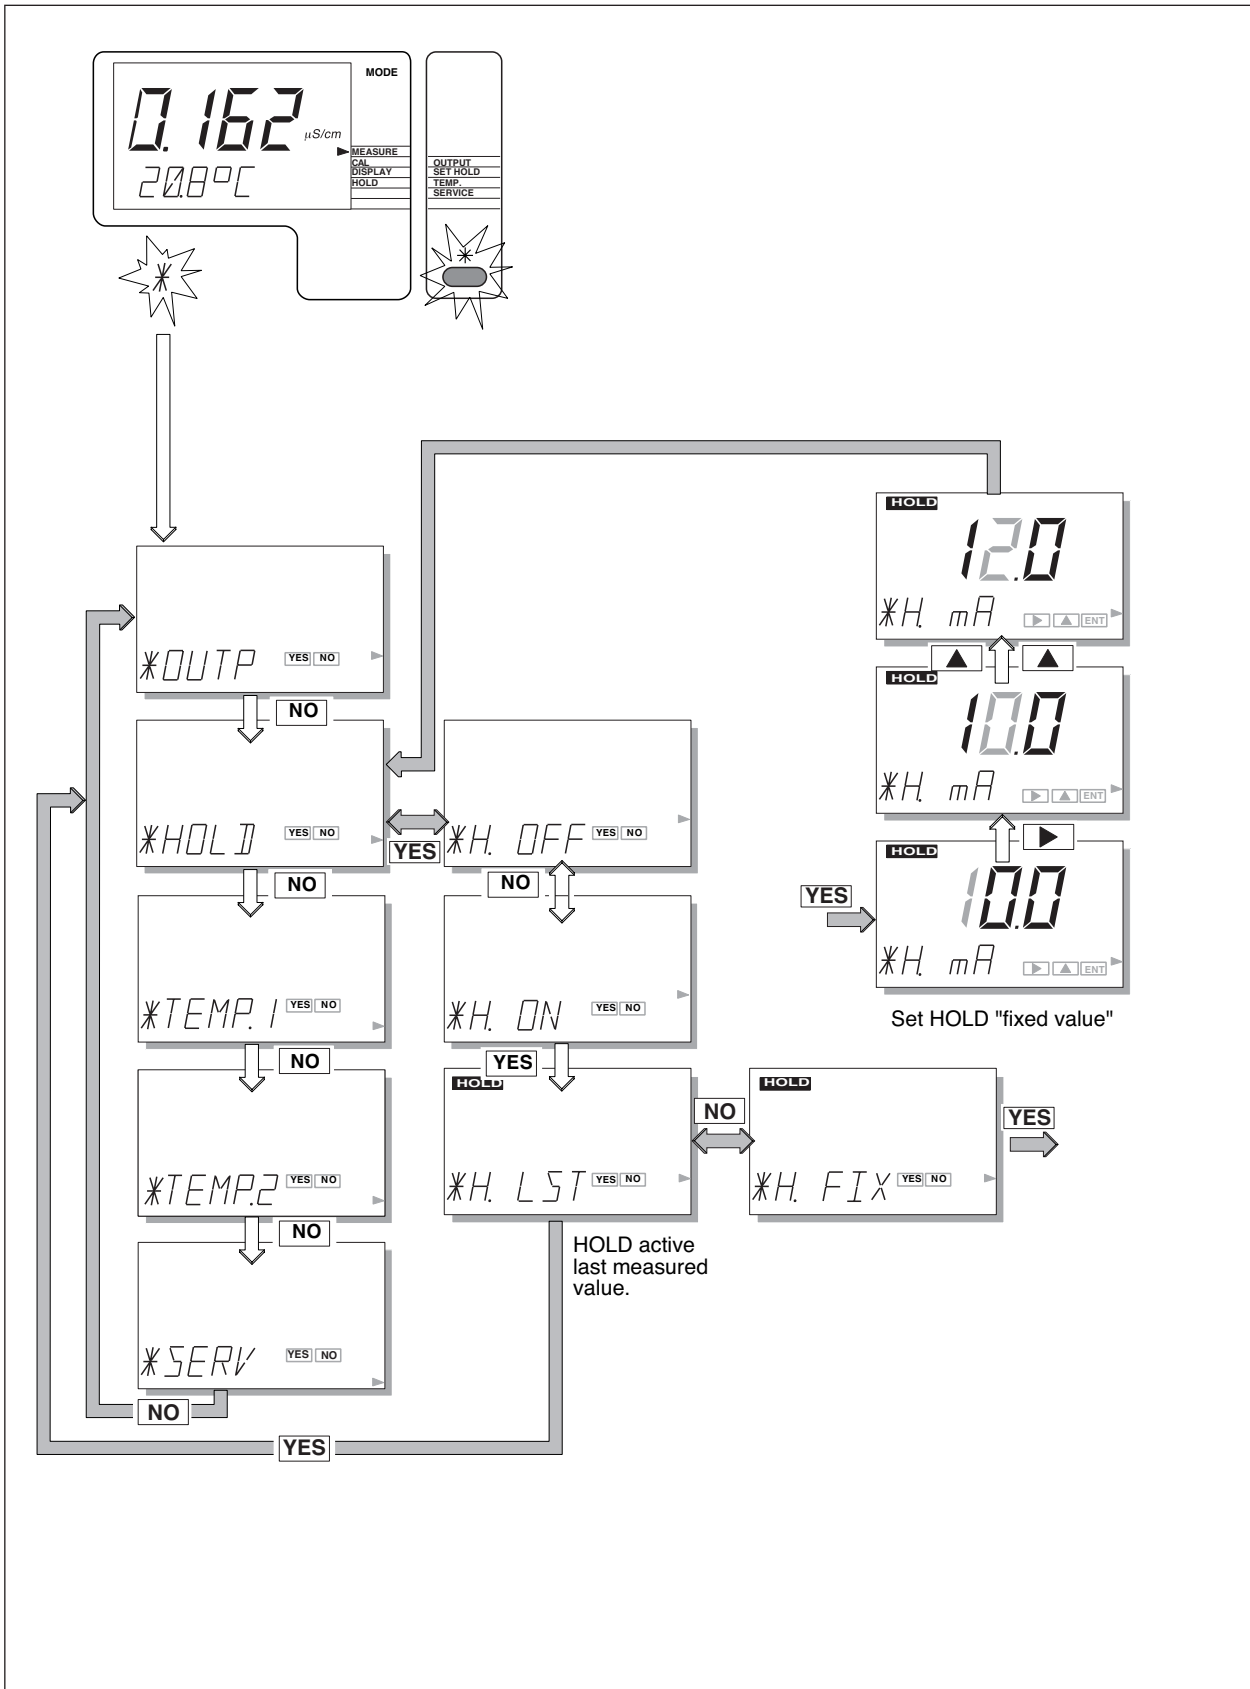 MODE
0.162 µS/cm
20.8°C
MEASURE
CAL
DISPLAY
HOLD
OUTPUT
SET HOLD
TEMP.
SERVICE
*
*
*OUTP YES NO
NO
*HOLD YES NO
YES
NO
*TEMP.1 YES NO
NO
*TEMP.2 YES NO
NO
*SERV YES NO
NO
*H. OFF YES NO
NO
*H. ON YES NO
YES
HOLD
*H. LST YES NO
HOLD active
last measured
value.
YES
NO
HOLD
*H. FIX YES NO
YES
HOLD
12.0
*H. mA ▶ ▲ ENT
▲ ▲
HOLD
10.0
*H. mA ▶ ▲ ENT
▶
HOLD
10.0
*H. mA ▶ ▲ ENT
YES
Set HOLD "fixed value"